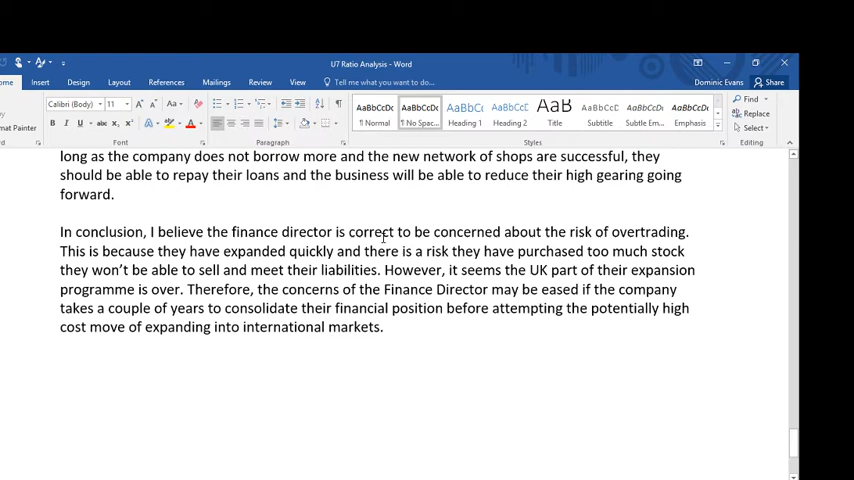 U7 Ratio Analysis - Word
Insert Design Layout References Mailings Review View Tell me what you want to do... Dominic Evans Share
Calibri (Body) 11
AaBbCcDc AaBbCcDc AaBbCc AaBbCcC AaB AaBbCcD AaBbCcDc AaBbCcDc
Normal No Spac... Heading 1 Heading 2 Title Subtitle Subtle Em... Emphasis
Find
Replace
Select
Format Painter
Font Paragraph Styles Editing
long as the company does not borrow more and the new network of shops are successful, they
should be able to repay their loans and the business will be able to reduce their high gearing going
forward.
In conclusion, I believe the finance director is correct to be concerned about the risk of overtrading.
This is because they have expanded quickly and there is a risk they have purchased too much stock
they won't be able to sell and meet their liabilities. However, it seems the UK part of their expansion
programme is over. Therefore, the concerns of the Finance Director may be eased if the company
takes a couple of years to consolidate their financial position before attempting the potentially high
cost move of expanding into international markets.